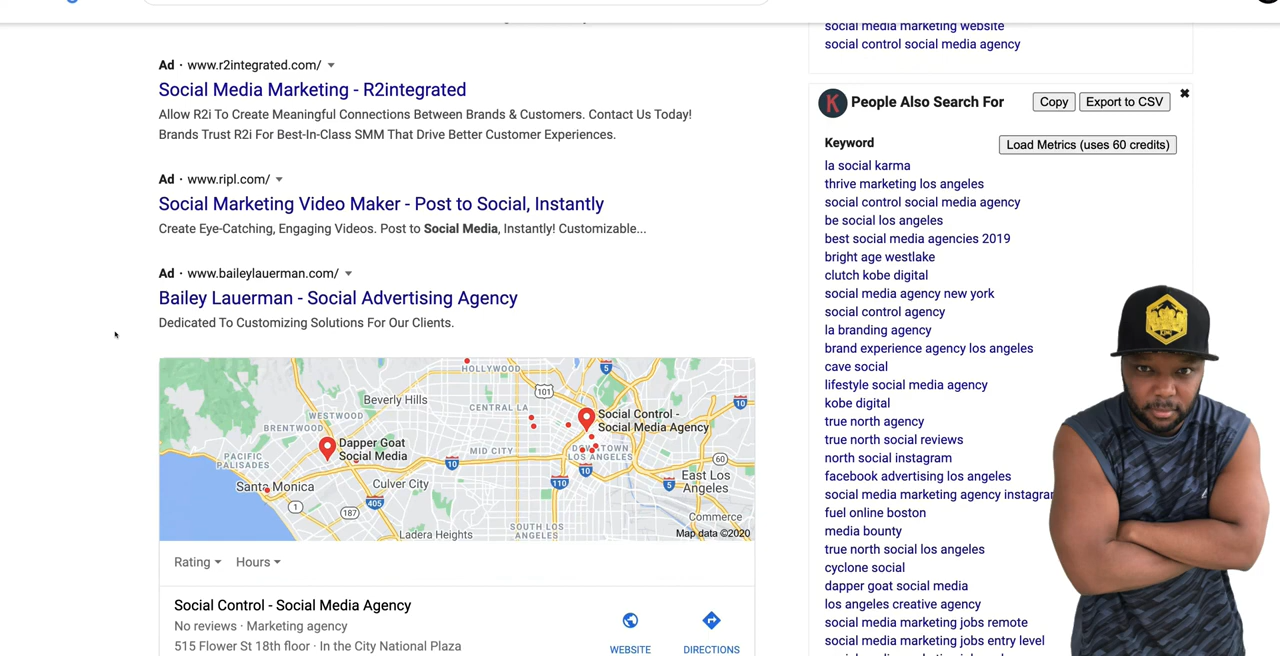 Ad · www.r2integrated.com/
Social Media Marketing - R2integrated
Allow R2i To Create Meaningful Connections Between Brands & Customers. Contact Us Today!
Brands Trust R2i For Best-In-Class SMM That Drive Better Customer Experiences.
Ad · www.ripl.com/
Social Marketing Video Maker - Post to Social, Instantly
Create Eye-Catching, Engaging Videos. Post to Social Media, Instantly! Customizable...
Ad · www.baileylauerman.com/
Bailey Lauerman - Social Advertising Agency
Dedicated To Customizing Solutions For Our Clients.
HOLLYWOOD
5
101
10
Beverly Hills
CENTRAL LA
WESTWOOD
BRENTWOOD
Social Control -
Social Media Agency
Dapper Goat
Social Media
MID CITY
LOS ANGELES
PACIFIC
PALISADES
10
10
60
Santa Monica
Culver City
110
5
East Los
Angeles
1
405
187
SOUTH LOS
ANGELES
Commerce
Ladera Heights
Map data ©2020
Rating
Hours
Social Control - Social Media Agency
No reviews · Marketing agency
515 Flower St 18th floor · In the City National Plaza
WEBSITE
DIRECTIONS
social media marketing website
social control social media agency
K
People Also Search For
Copy
Export to CSV
Keyword
Load Metrics (uses 60 credits)
la social karma
thrive marketing los angeles
social control social media agency
be social los angeles
best social media agencies 2019
bright age westlake
clutch kobe digital
social media agency new york
social control agency
la branding agency
brand experience agency los angeles
cave social
lifestyle social media agency
kobe digital
true north agency
true north social reviews
north social instagram
facebook advertising los angeles
social media marketing agency instagram
fuel online boston
media bounty
true north social los angeles
cyclone social
dapper goat social media
los angeles creative agency
social media marketing jobs remote
social media marketing jobs entry level